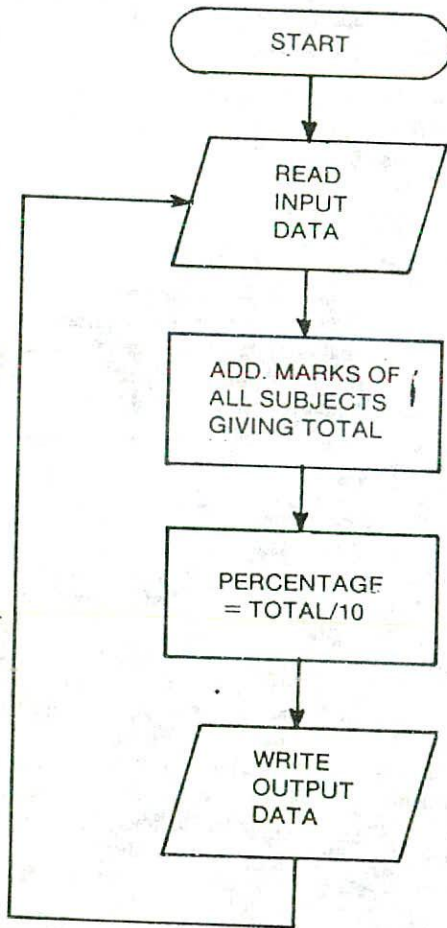 START
READ
INPUT
DATA
ADD. MARKS OF
ALL SUBJECTS
GIVING TOTAL
PERCENTAGE
= TOTAL/10
WRITE
OUTPUT
DATA